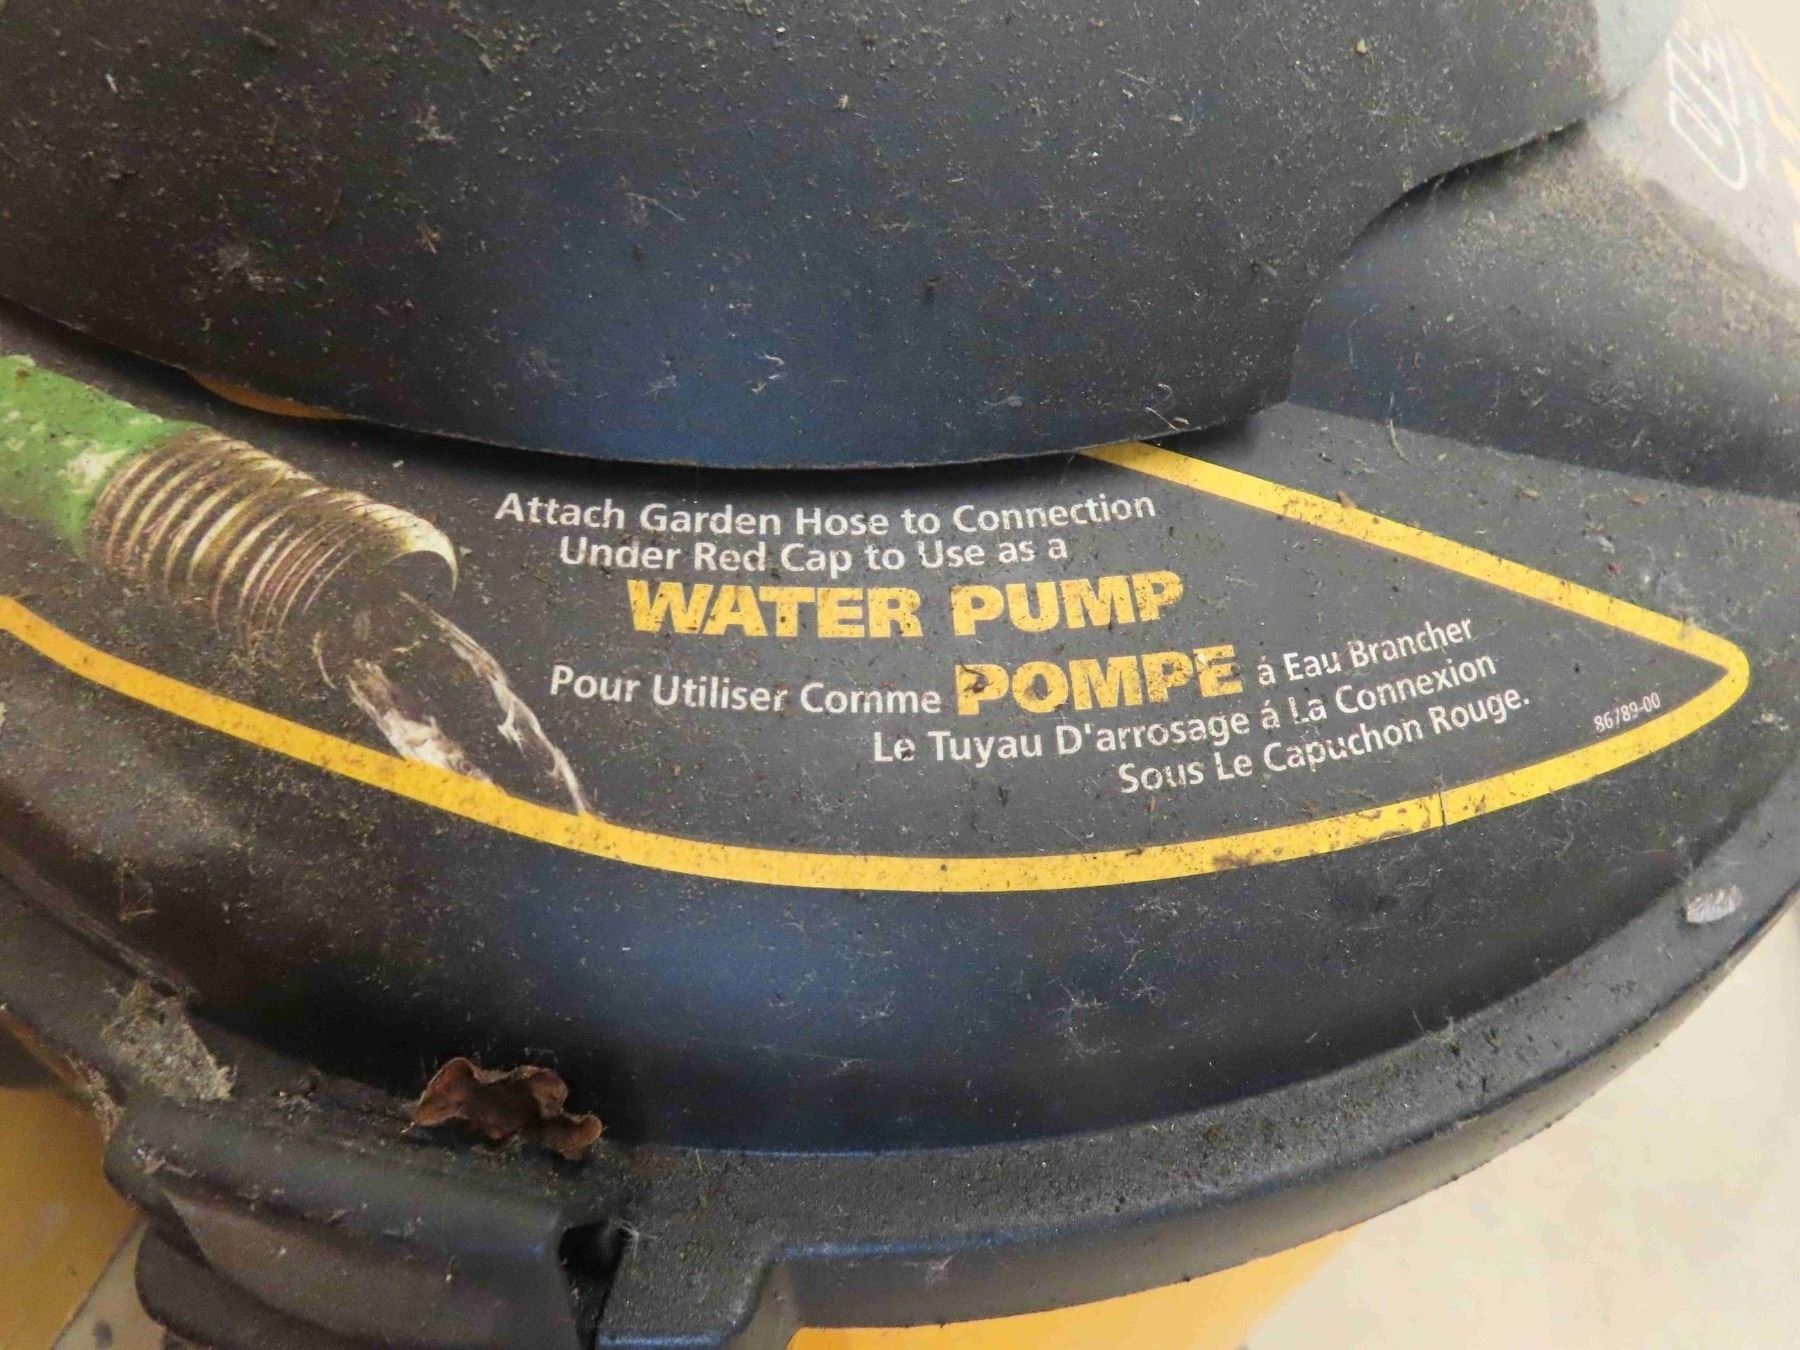 Attach Garden Hose to Connection
Under Red Cap to Use as a
WATER PUMP
Pour Utiliser Comme POMPE á Eau Brancher
Le Tuyau D'arrosage á La Connexion
Sous Le Capuchon Rouge.
86789-00